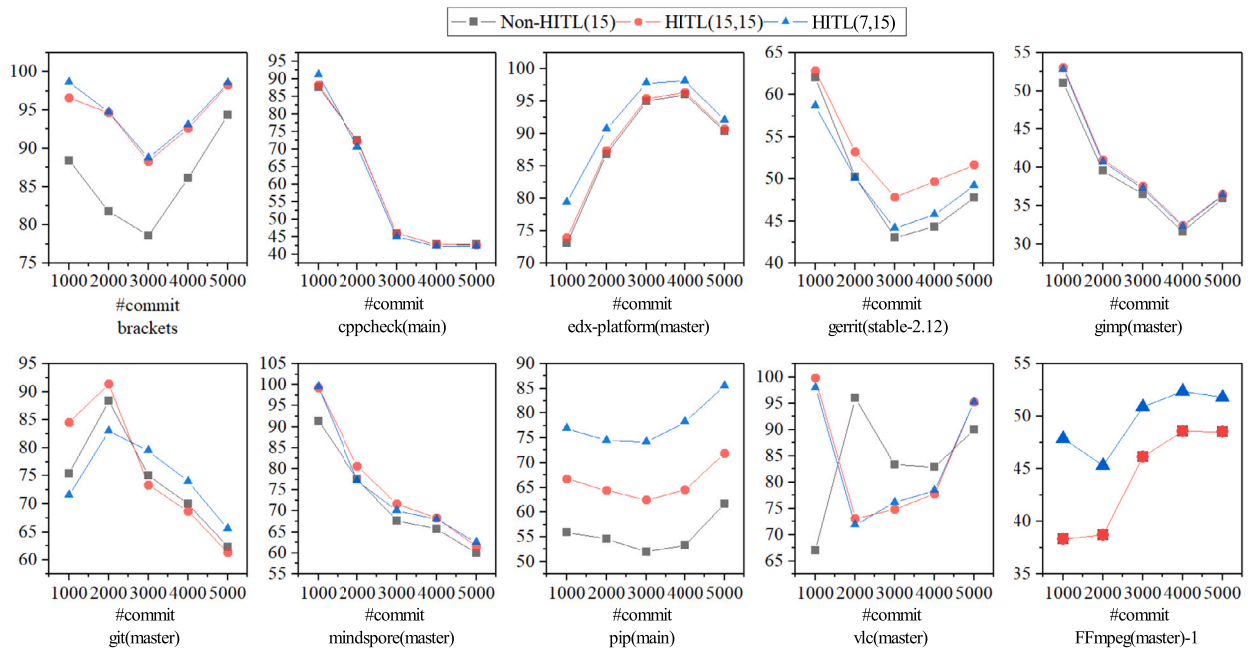 Non-HITL(15) HITL(15,15) HITL(7,15)
100
95
90
85
80
75
1000 2000 3000 4000 5000
#commit
brackets
95
90
85
80
75
70
65
60
55
50
45
40
1000 2000 3000 4000 5000
#commit
cppcheck(main)
100
95
90
85
80
75
70
1000 2000 3000 4000 5000
#commit
edx-platform(master)
65
60
55
50
45
40
1000 2000 3000 4000 5000
#commit
gerrit(stable-2.12)
55
50
45
40
35
30
1000 2000 3000 4000 5000
#commit
gimp(master)
95
90
85
80
75
70
65
60
1000 2000 3000 4000 5000
#commit
git(master)
105
100
95
90
85
80
75
70
65
60
55
1000 2000 3000 4000 5000
#commit
mindspore(master)
90
85
80
75
70
65
60
55
50
1000 2000 3000 4000 5000
#commit
pip(main)
100
95
90
85
80
75
70
65
1000 2000 3000 4000 5000
#commit
vlc(master)
55
50
45
40
35
1000 2000 3000 4000 5000
#commit
FFmpeg(master)-1